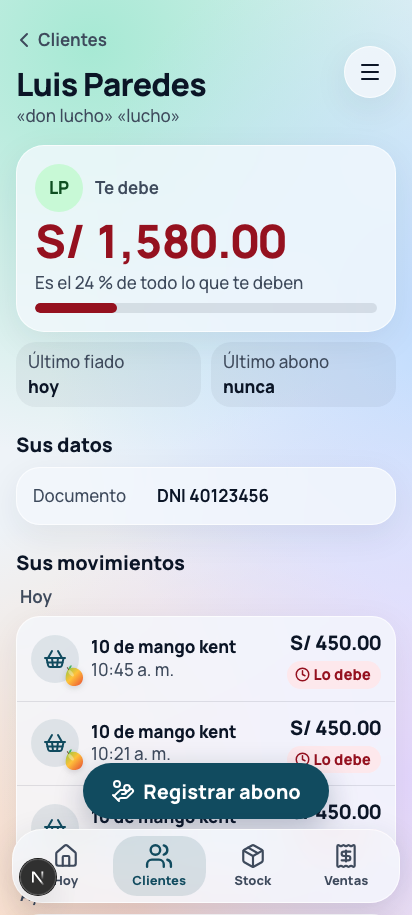 Clientes
Luis Paredes
«don lucho» «lucho»
LP Te debe
S/ 1,580.00
Es el 24 % de todo lo que te deben
Último fiado
hoy
Último abono
nunca
Sus datos
Documento DNI 40123456
Sus movimientos
Hoy
10 de mango kent S/ 450.00
10:45 a. m. Lo debe
10 de mango kent S/ 450.00
10:21 a. m. Lo debe
450.00
Registrar abono
N
Hoy Clientes Stock Ventas